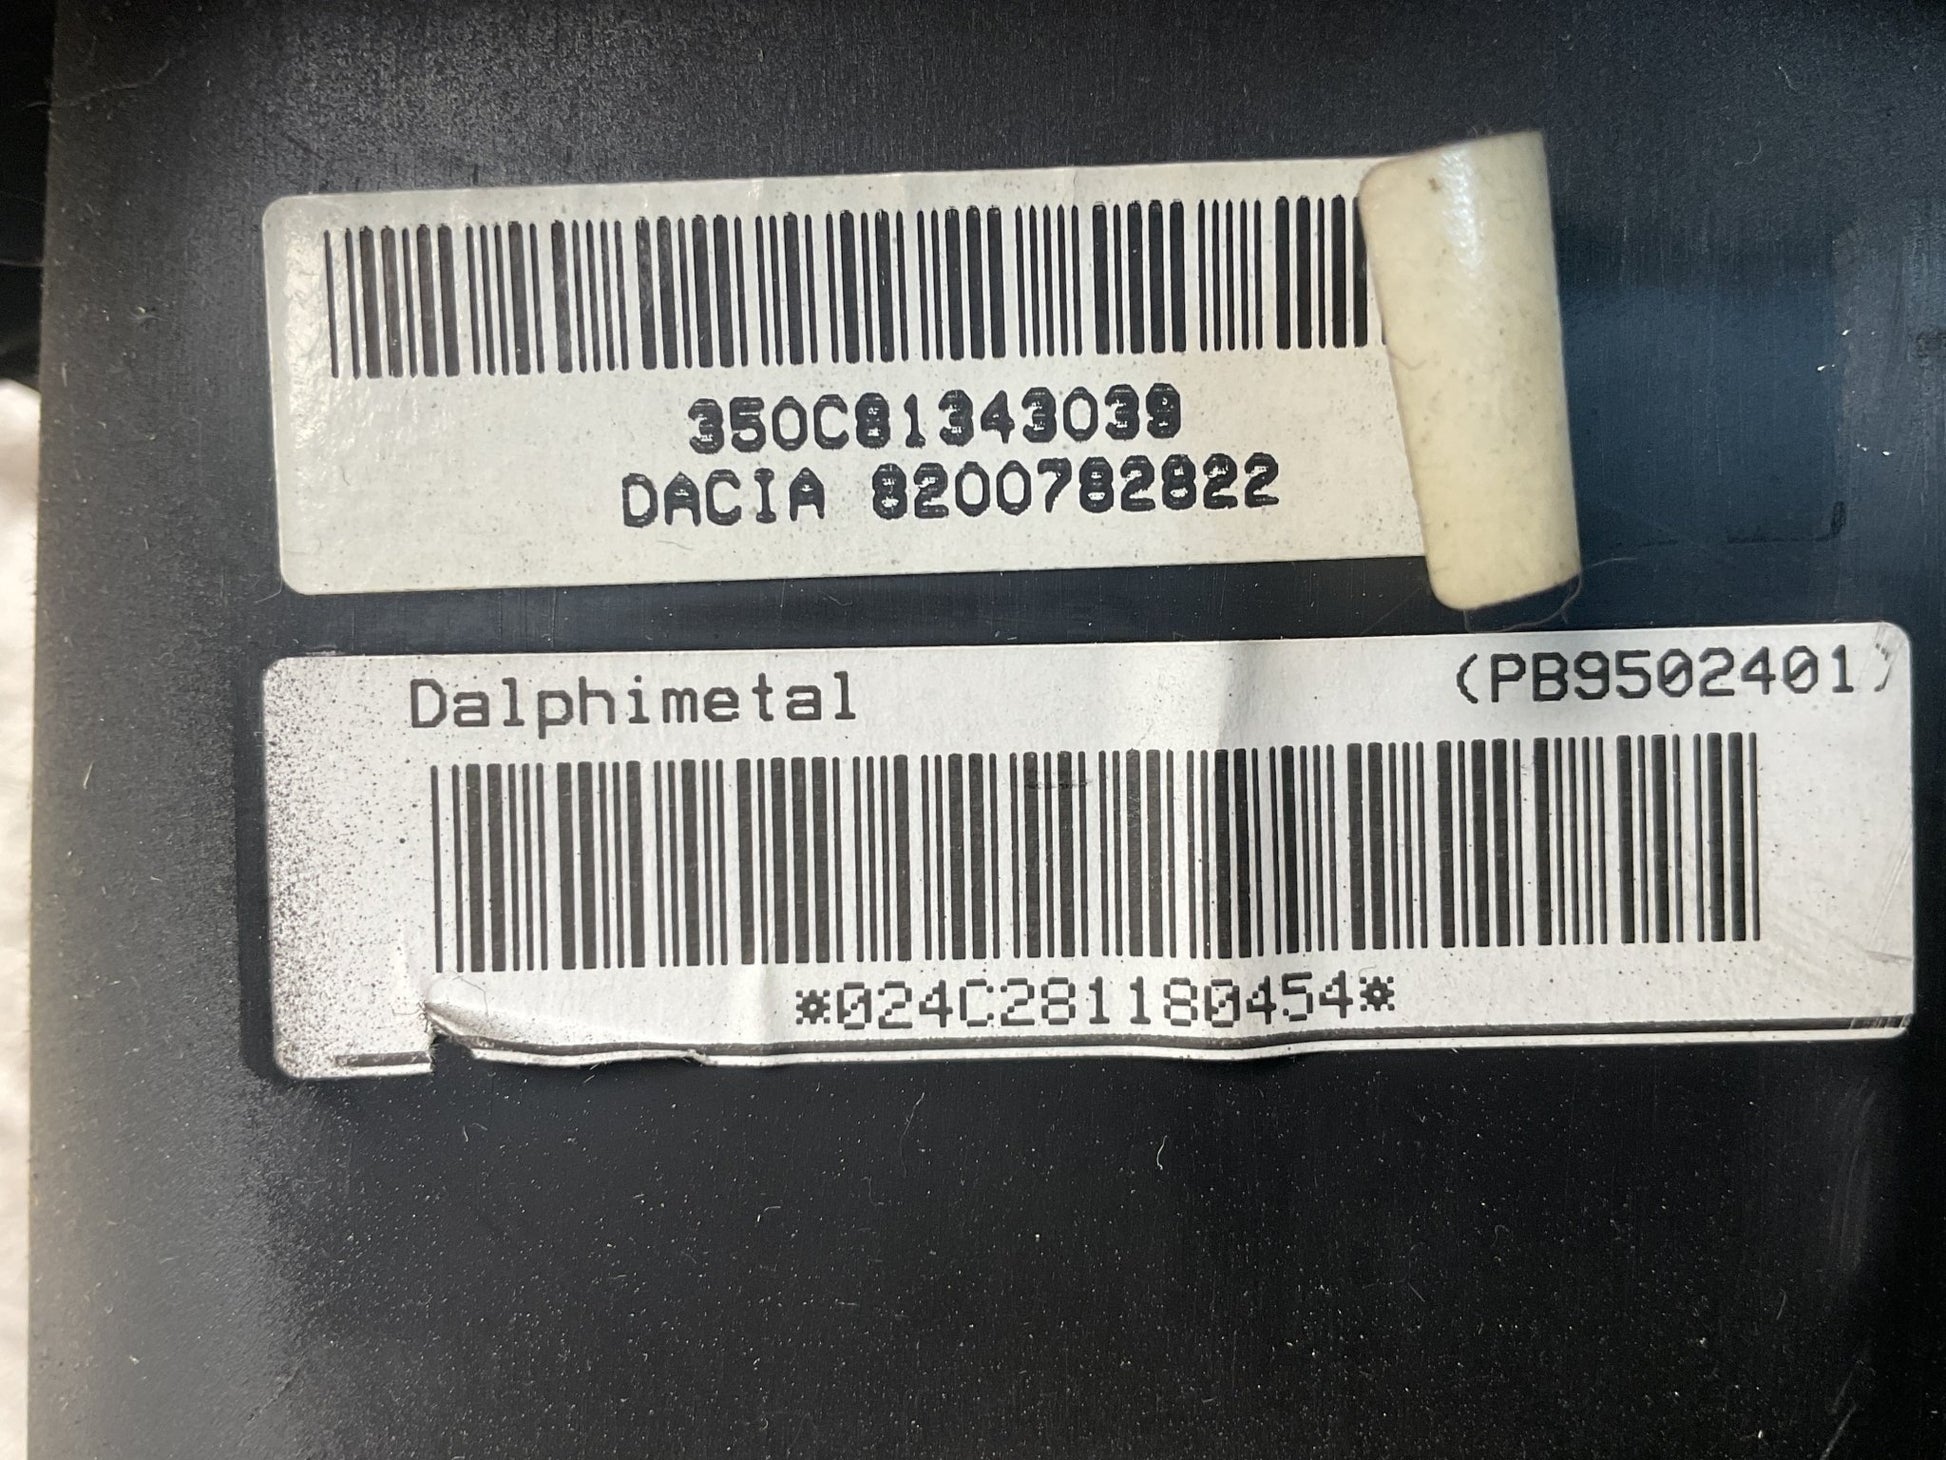 350C81343039
DACIA 8200782822
Dalphimetal (PB9502401)
*024C281180454*